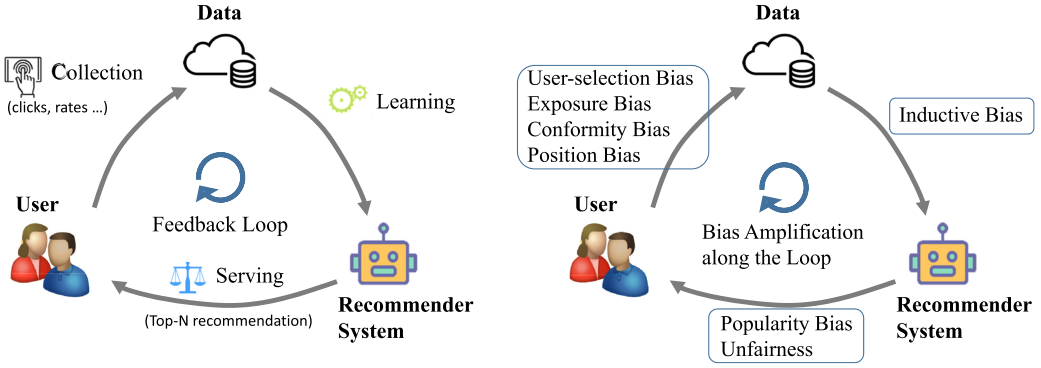 Data
Collection
(clicks, rates ...)
Learning
User
Feedback Loop
Serving
(Top-N recommendation)
Recommender
System
Data
User-selection Bias
Exposure Bias
Conformity Bias
Position Bias
Inductive Bias
User
Bias Amplification
along the Loop
Recommender
System
Popularity Bias
Unfairness